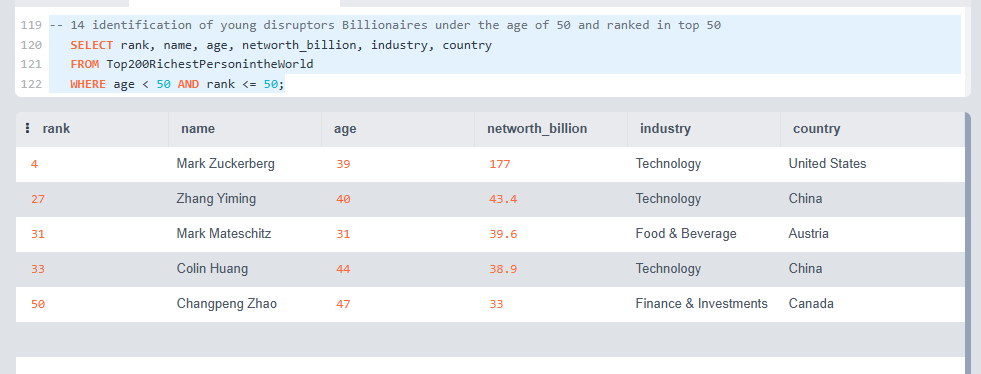 119 -- 14 identification of young disruptors Billionaires under the age of 50 and ranked in top 50
120 SELECT rank, name, age, networth_billion, industry, country
121 FROM Top200RichestPersonintheWorld
122 WHERE age < 50 AND rank <= 50;
rank name age networth_billion industry country
4 Mark Zuckerberg 39 177 Technology United States
27 Zhang Yiming 40 43.4 Technology China
31 Mark Mateschitz 31 39.6 Food & Beverage Austria
33 Colin Huang 44 38.9 Technology China
50 Changpeng Zhao 47 33 Finance & Investments Canada